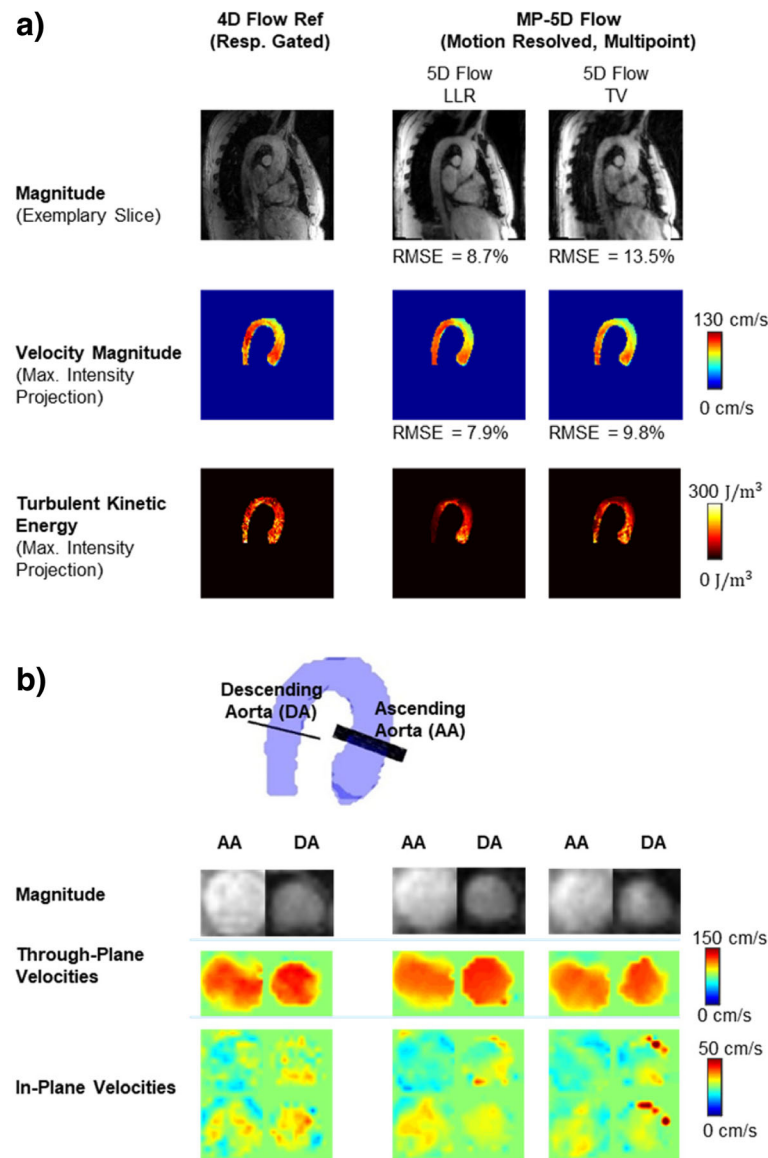 a)
4D Flow Ref
(Resp. Gated)
MP-5D Flow
(Motion Resolved, Multipoint)
5D Flow
LLR
5D Flow
TV
Magnitude
(Exemplary Slice)
RMSE = 8.7%
RMSE = 13.5%
Velocity Magnitude
(Max. Intensity
Projection)
130 cm/s
0 cm/s
RMSE = 7.9%
RMSE = 9.8%
Turbulent Kinetic
Energy
(Max. Intensity
Projection)
300 J/m³
0 J/m³
b)
Descending
Aorta (DA)
Ascending
Aorta (AA)
AA DA AA DA AA DA
Magnitude
Through-Plane
Velocities
150 cm/s
0 cm/s
In-Plane Velocities
50 cm/s
0 cm/s